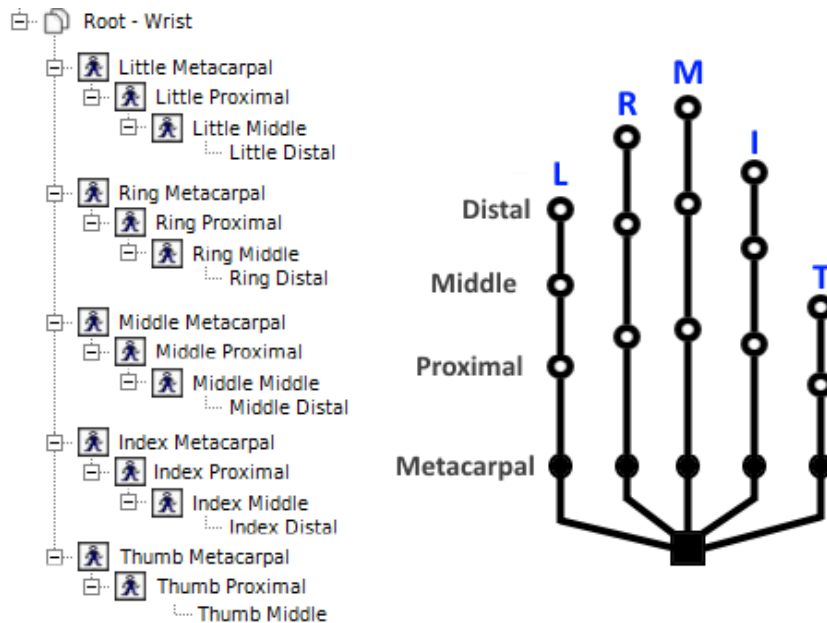 Root - Wrist
Little Metacarpal
Little Proximal
Little Middle
Little Distal
Ring Metacarpal
Ring Proximal
Ring Middle
Ring Distal
Middle Metacarpal
Middle Proximal
Middle Middle
Middle Distal
Index Metacarpal
Index Proximal
Index Middle
Index Distal
Thumb Metacarpal
Thumb Proximal
Thumb Middle
L
R
M
I
T
Distal
Middle
Proximal
Metacarpal